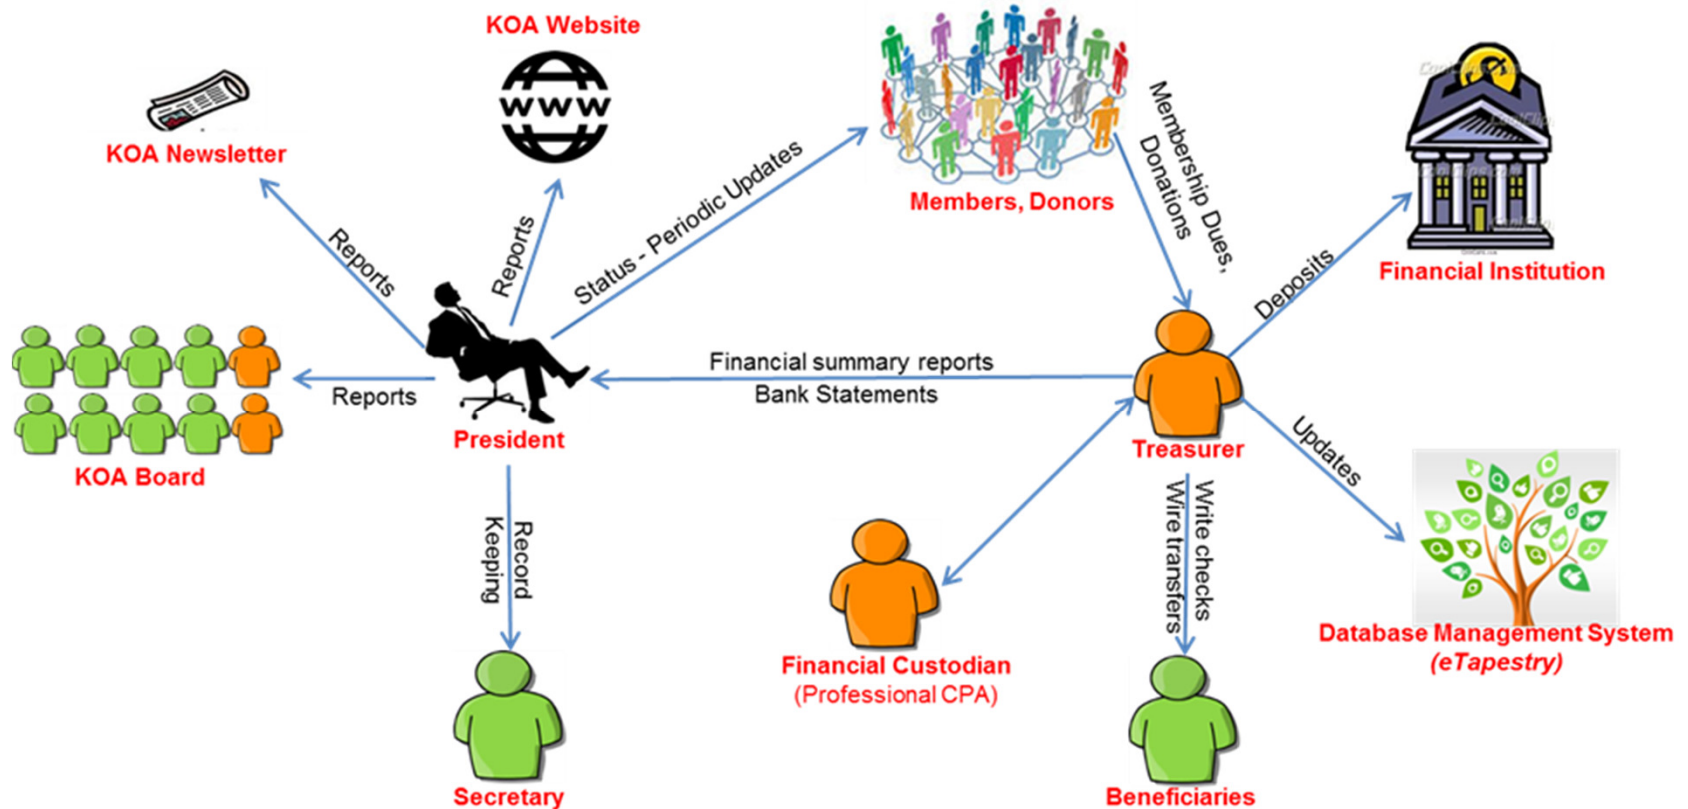 KOA Website
www
KOA Newsletter
Members, Donors
Membership Dues,
Donations
Financial Institution
Reports
Reports
Status - Periodic Updates
Deposits
Financial summary reports
Bank Statements
Reports
KOA Board
President
Treasurer
Updates
Record
Keeping
Write checks
Wire transfers
Database Management System
(eTapestry)
Financial Custodian
(Professional CPA)
Secretary
Beneficiaries